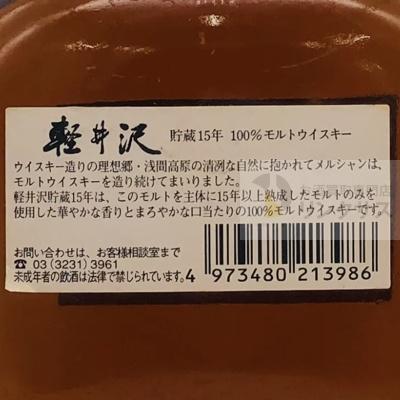 軽井沢 貯蔵15年 100%モルトウイスキー
ウイスキー造りの理想郷・浅間高原の清冽な自然に抱かれてメルシャンは、
モルトウイスキーを造り続けてまいりました。
軽井沢貯蔵15年は、このモルトを主体に15年以上熟成したモルトのみを
使用した華やかな香りとまろやかな口当たりの100%モルトウイスキーです。
お問い合わせは、お客様相談室まで
☎ 03(3231)3961
未成年者の飲酒は法律で禁じられています。
4 973480 213986